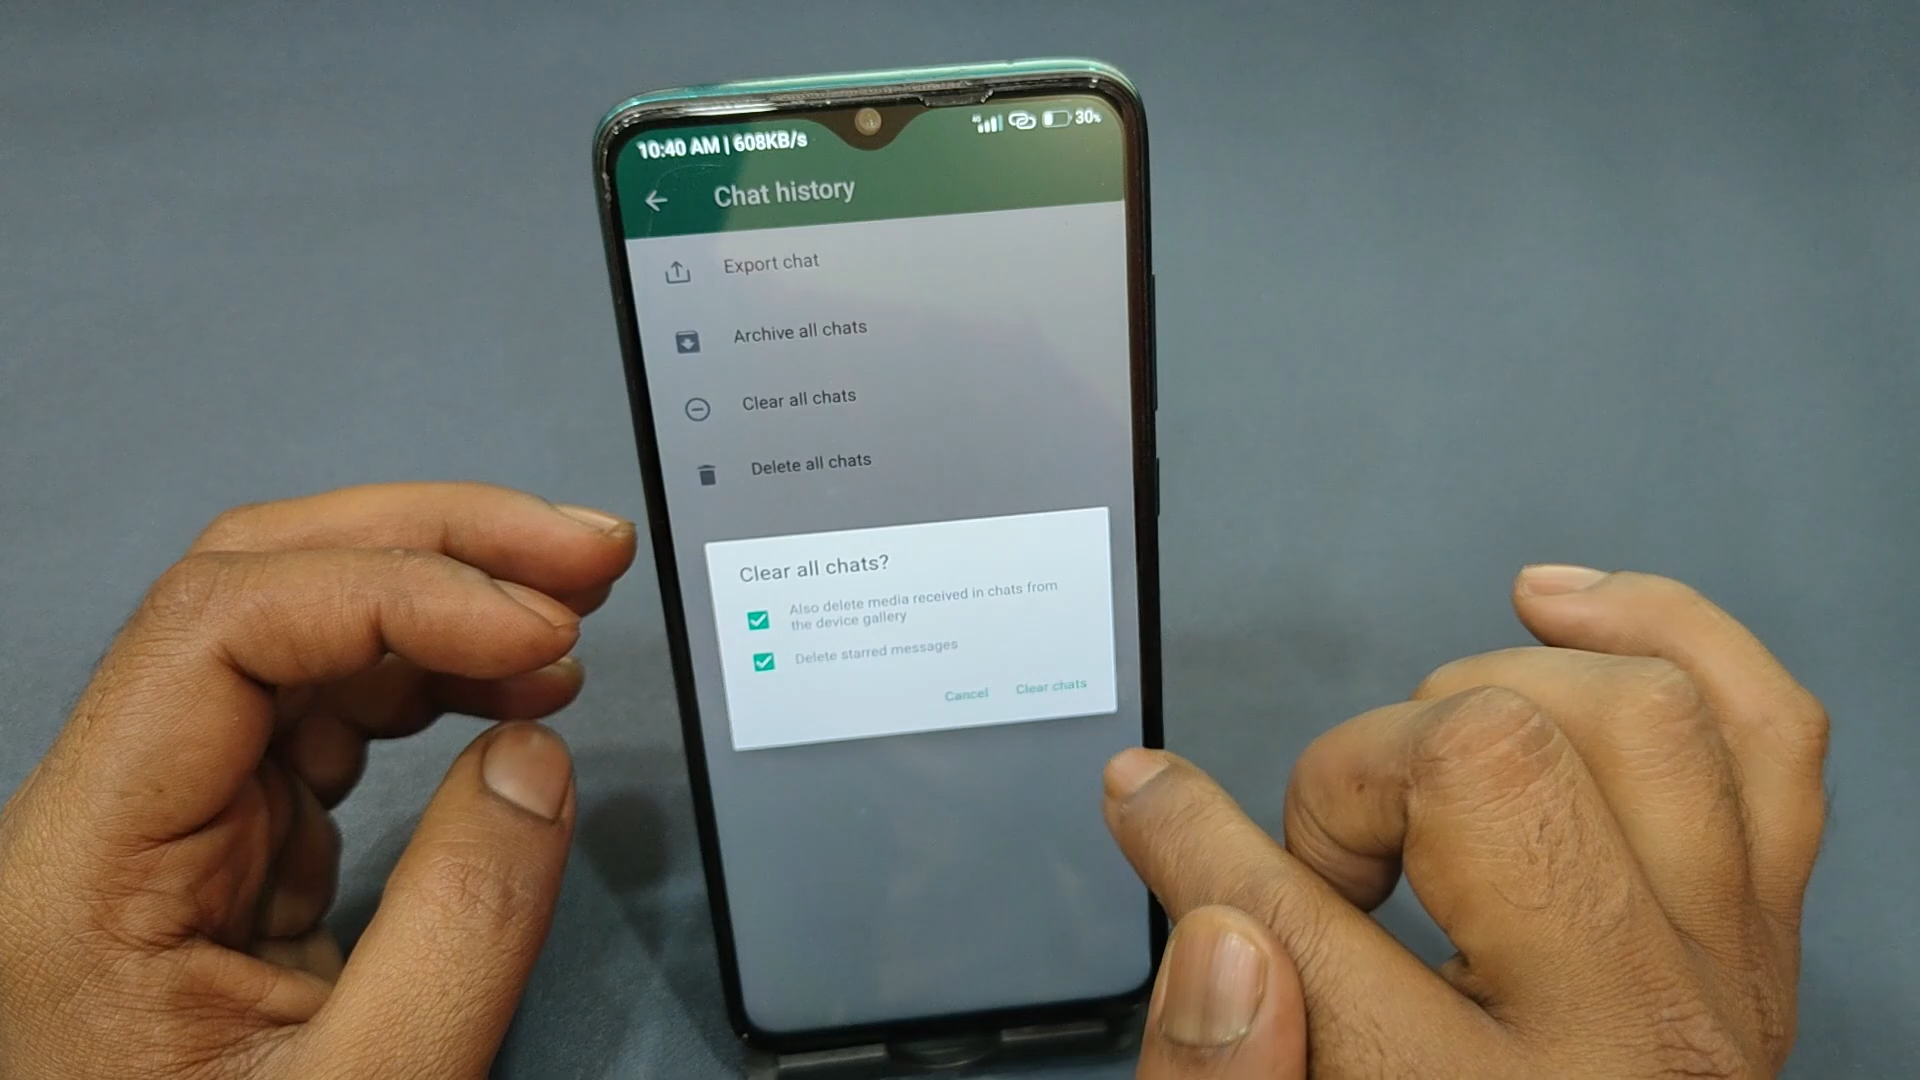 10:40 AM | 608KB/s
4G 30%
Chat history
Export chat
Archive all chats
Clear all chats
Delete all chats
Clear all chats?
Also delete media received in chats from
the device gallery
Delete starred messages
Cancel Clear chats